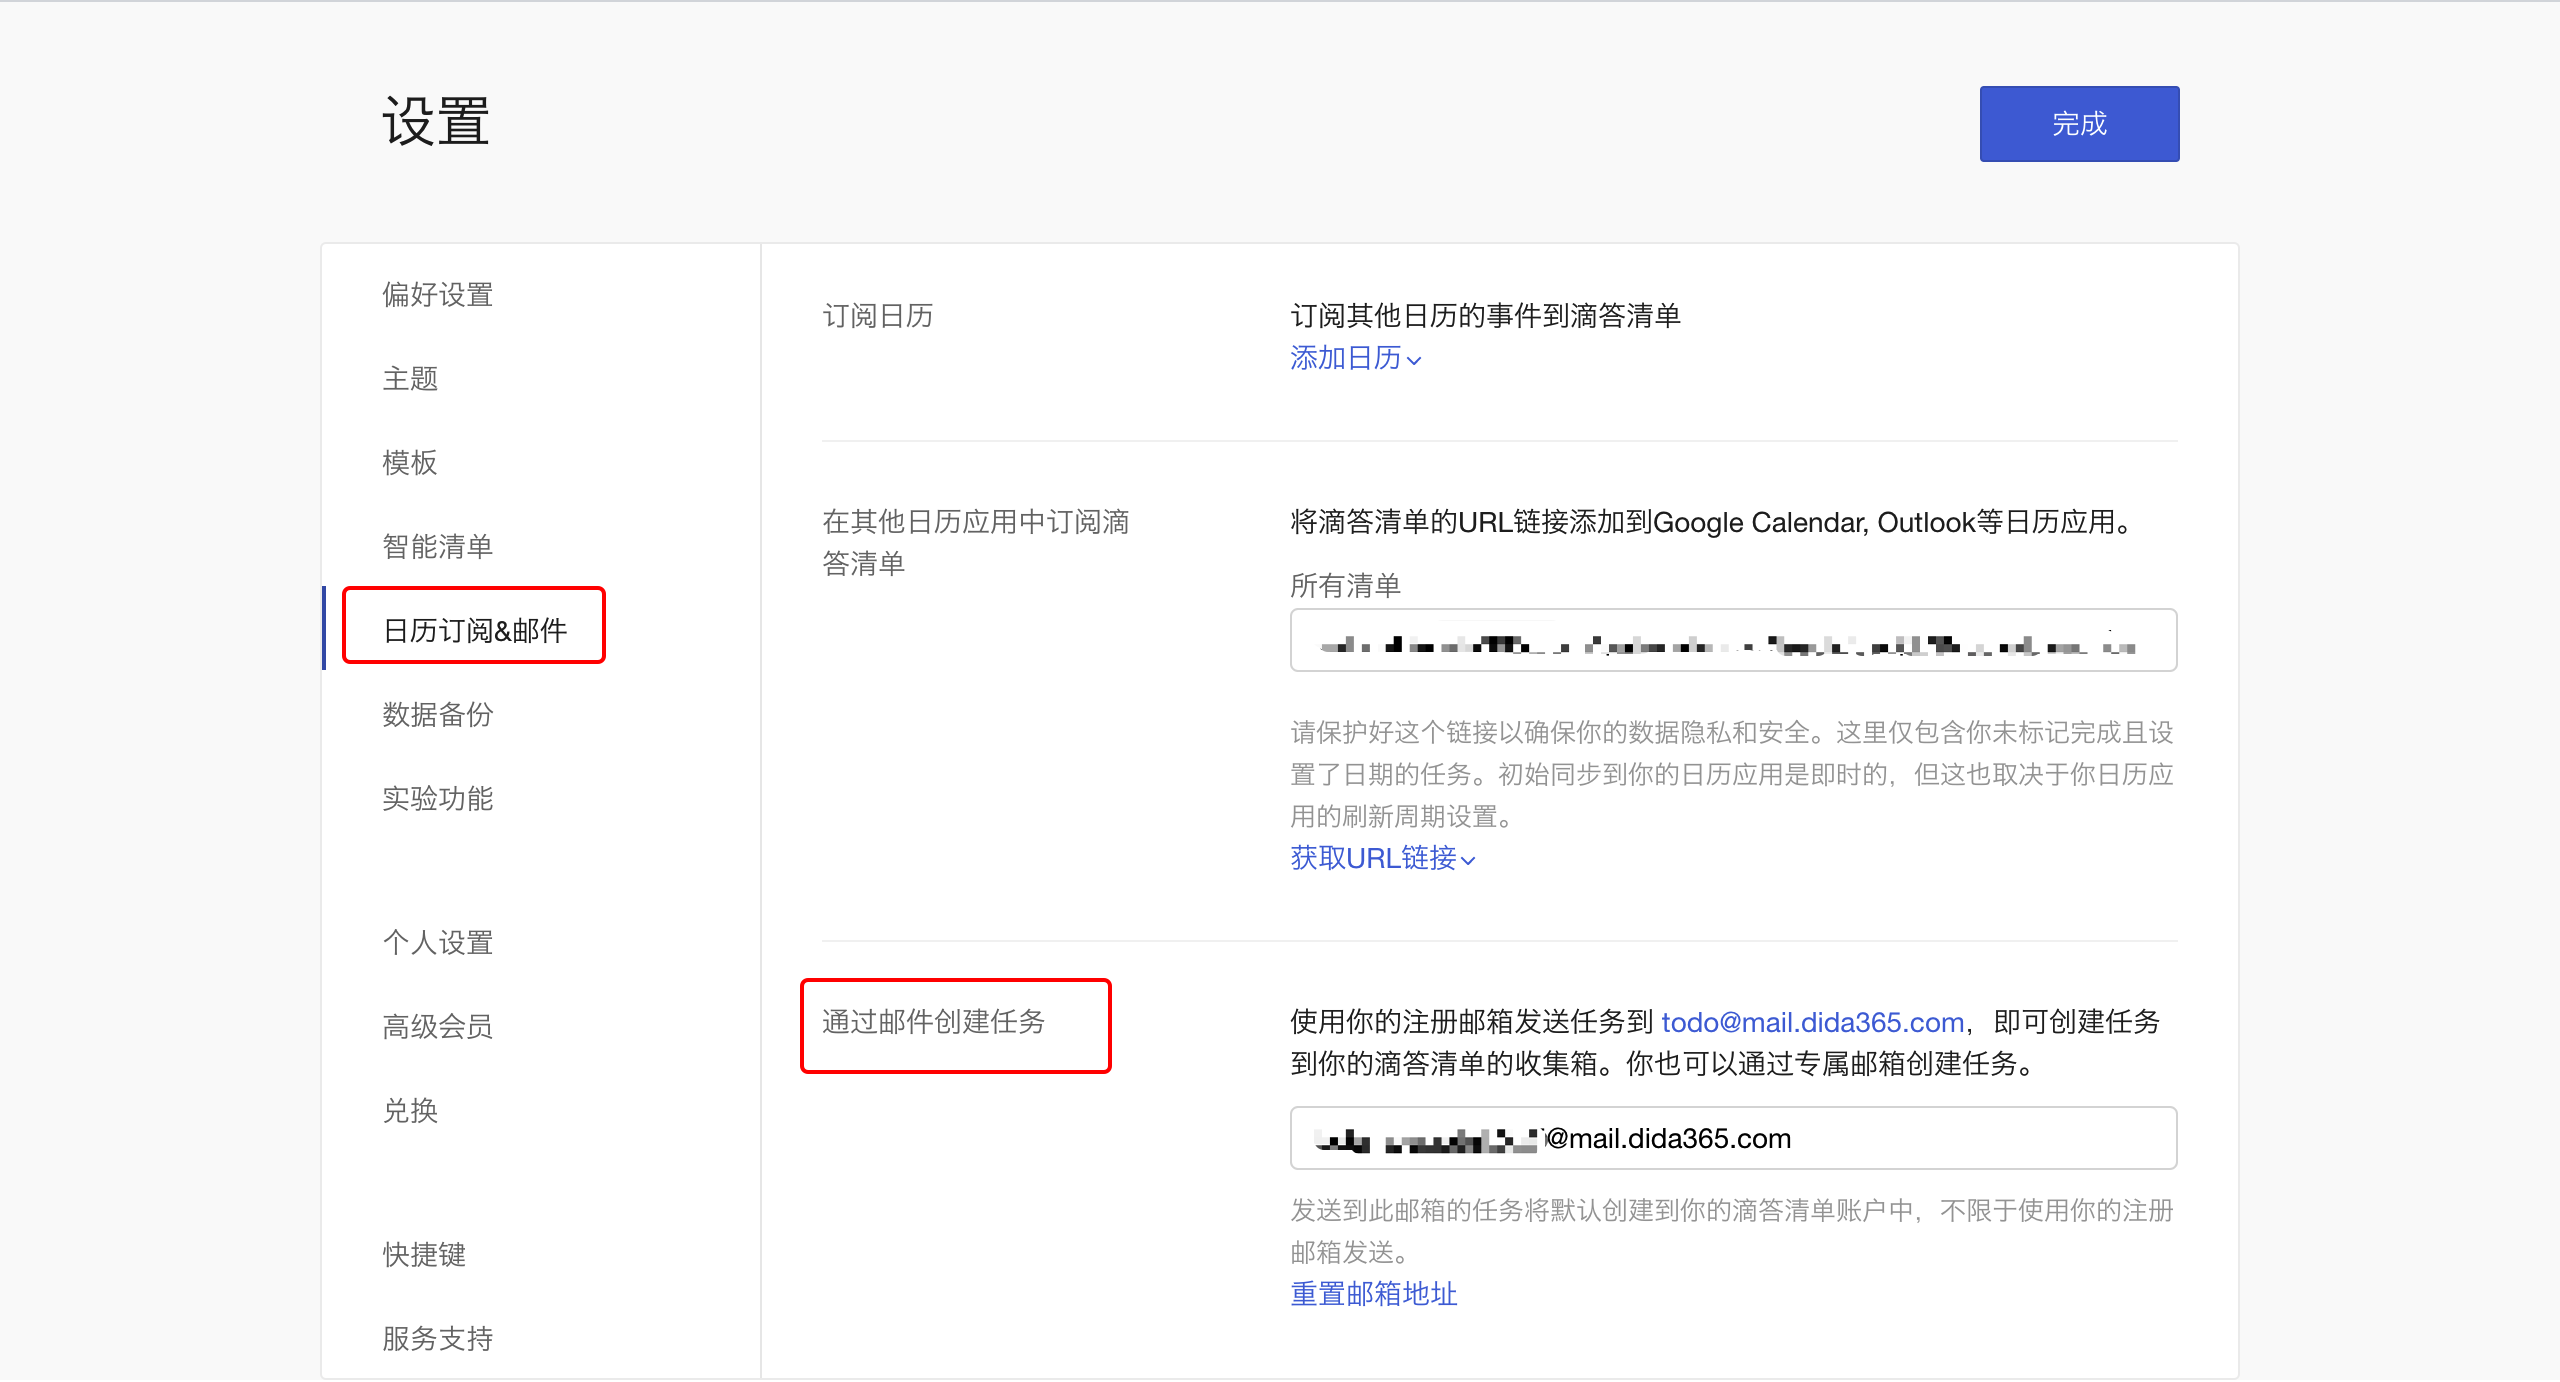 设置
完成
偏好设置
主题
模板
智能清单
日历订阅&邮件
数据备份
实验功能
个人设置
高级会员
兑换
快捷键
服务支持
订阅日历
订阅其他日历的事件到滴答清单
添加日历
在其他日历应用中订阅滴
答清单
将滴答清单的URL链接添加到Google Calendar, Outlook等日历应用。
所有清单
请保护好这个链接以确保你的数据隐私和安全。这里仅包含你未标记完成且设
置了日期的任务。初始同步到你的日历应用是即时的，但这也取决于你日历应
用的刷新周期设置。
获取URL链接
通过邮件创建任务
使用你的注册邮箱发送任务到 todo@mail.dida365.com，即可创建任务
到你的滴答清单的收集箱。你也可以通过专属邮箱创建任务。
@mail.dida365.com
发送到此邮箱的任务将默认创建到你的滴答清单账户中，不限于使用你的注册
邮箱发送。
重置邮箱地址